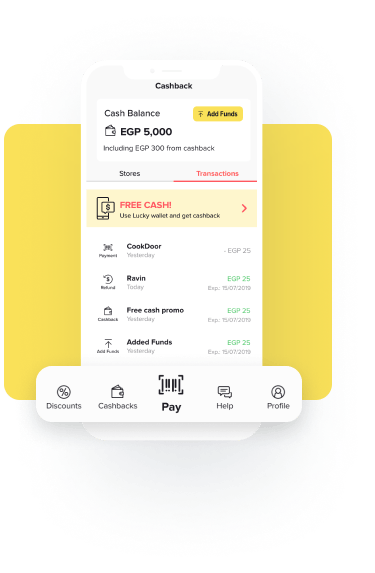 Cashback
Cash Balance
Add Funds
EGP 5,000
Including EGP 300 from cashback
Stores
Transactions
FREE CASH!
Use Lucky wallet and get cashback
CookDoor
- EGP 25
Payment
Yesterday
Ravin
EGP 25
Refund
Today
Exp.: 15/07/2019
Free cash promo
EGP 25
Cashback
Yesterday
Exp.: 15/07/2019
Added Funds
EGP 25
Add Funds
Yesterday
Exp.: 15/07/2019
Discounts
Cashbacks
Pay
Help
Profile